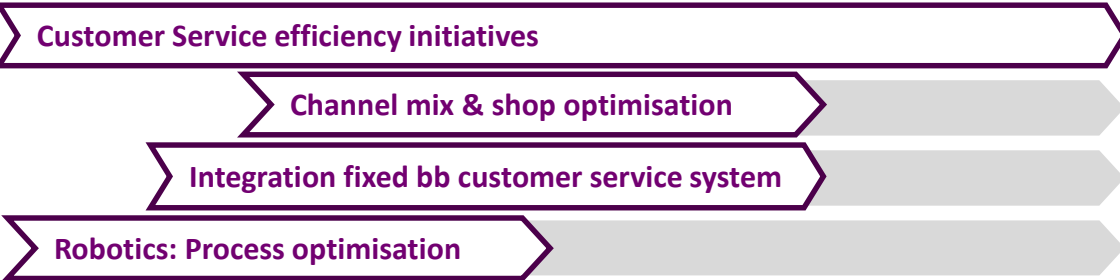 Customer Service efficiency initiatives
Channel mix & shop optimisation
Integration fixed bb customer service system
Robotics: Process optimisation